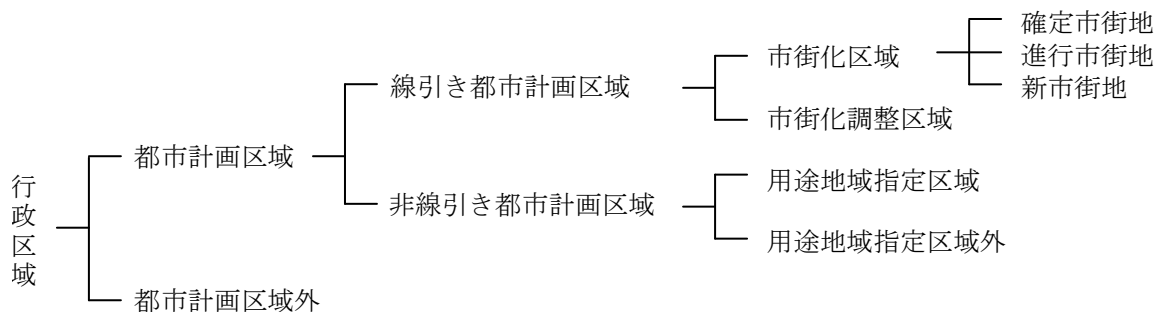 行政区域
都市計画区域
線引き都市計画区域
市街化区域
確定市街地
進行市街地
新市街地
市街化調整区域
非線引き都市計画区域
用途地域指定区域
用途地域指定区域外
都市計画区域外